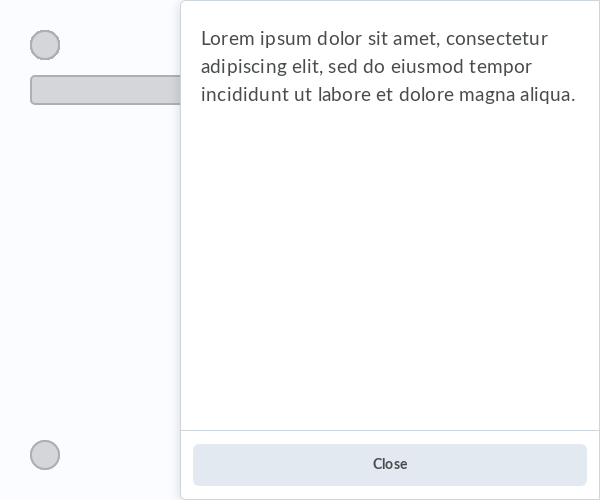 Lorem ipsum dolor sit amet, consectetur
adipiscing elit, sed do eiusmod tempor
incididunt ut labore et dolore magna aliqua.
Close